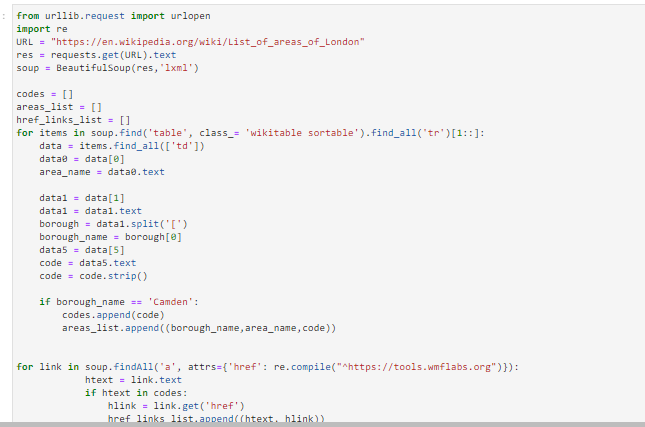 : from urllib.request import urlopen
import re
URL = "https://en.wikipedia.org/wiki/List_of_areas_of_London"
res = requests.get(URL).text
soup = BeautifulSoup(res,'lxml')

codes = []
areas_list = []
href_links_list = []
for items in soup.find('table', class_= 'wikitable sortable').find_all('tr')[1::]:
    data = items.find_all(['td'])
    data0 = data[0]
    area_name = data0.text

    data1 = data[1]
    data1 = data1.text
    borough = data1.split('[')
    borough_name = borough[0]
    data5 = data[5]
    code = data5.text
    code = code.strip()

    if borough_name == 'Camden':
        codes.append(code)
        areas_list.append((borough_name,area_name,code))


for link in soup.findAll('a', attrs={'href': re.compile("^https://tools.wmflabs.org")}):
            htext = link.text
            if htext in codes:
                hlink = link.get('href')
                href_links_list.append((htext, hlink))